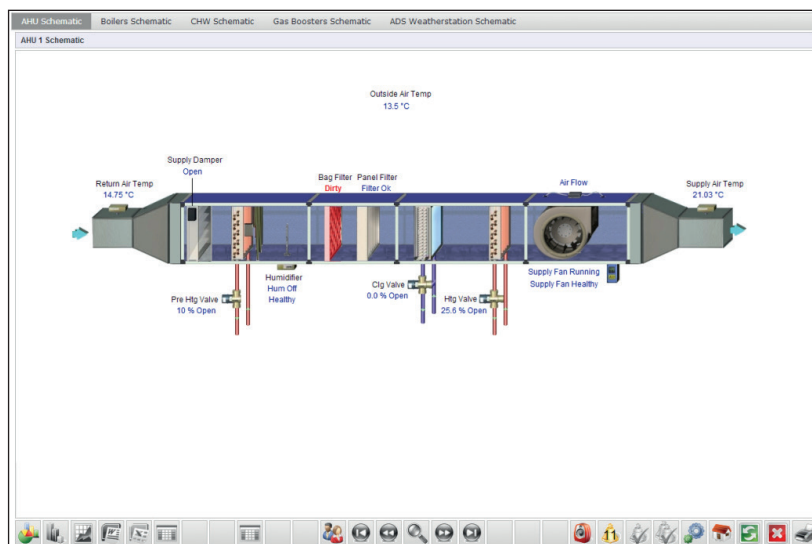 AHU Schematic Boilers Schematic CHW Schematic Gas Boosters Schematic ADS Weatherstation Schematic
AHU 1 Schematic
Outside Air Temp
13.5 °C
Supply Damper
Open
Return Air Temp
14.75 °C
Bag Filter
Dirty
Panel Filter
Filter Ok
Air Flow
Supply Air Temp
21.03 °C
Pre Htg Valve
10 % Open
Humidifier
Hum Off
Healthy
Clg Valve
0.0 % Open
Htg Valve
25.6 % Open
Supply Fan Running
Supply Fan Healthy
11